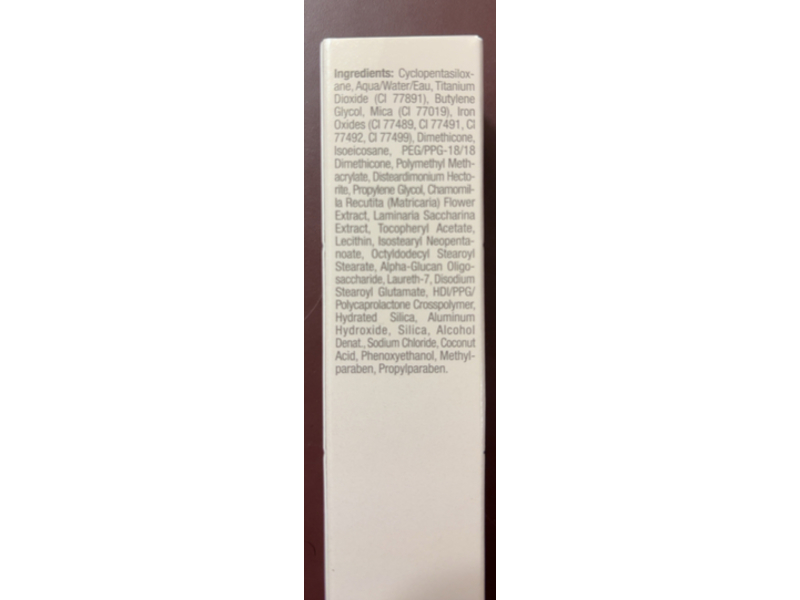 Ingredients: Cyclopentasilox-
ane, Aqua/Water/Eau, Titanium
Dioxide (CI 77891), Butylene
Glycol, Mica (CI 77019), Iron
Oxides (CI 77489, CI 77491, CI
77492, CI 77499), Dimethicone,
Isoeicosane, PEG/PPG-18/18
Dimethicone, Polymethyl Meth-
acrylate, Disteardimonium Hecto-
rite, Propylene Glycol, Chamomil-
la Recutita (Matricaria) Flower
Extract, Laminaria Saccharina
Extract, Tocopheryl Acetate,
Lecithin, Isostearyl Neopenta-
noate, Octyldodecyl Stearoyl
Stearate, Alpha-Glucan Oligo-
saccharide, Laureth-7, Disodium
Stearoyl Glutamate, HDI/PPG/
Polycaprolactone Crosspolymer,
Hydrated Silica, Aluminum
Hydroxide, Silica, Alcohol
Denat., Sodium Chloride, Coconut
Acid, Phenoxyethanol, Methyl-
paraben, Propylparaben.